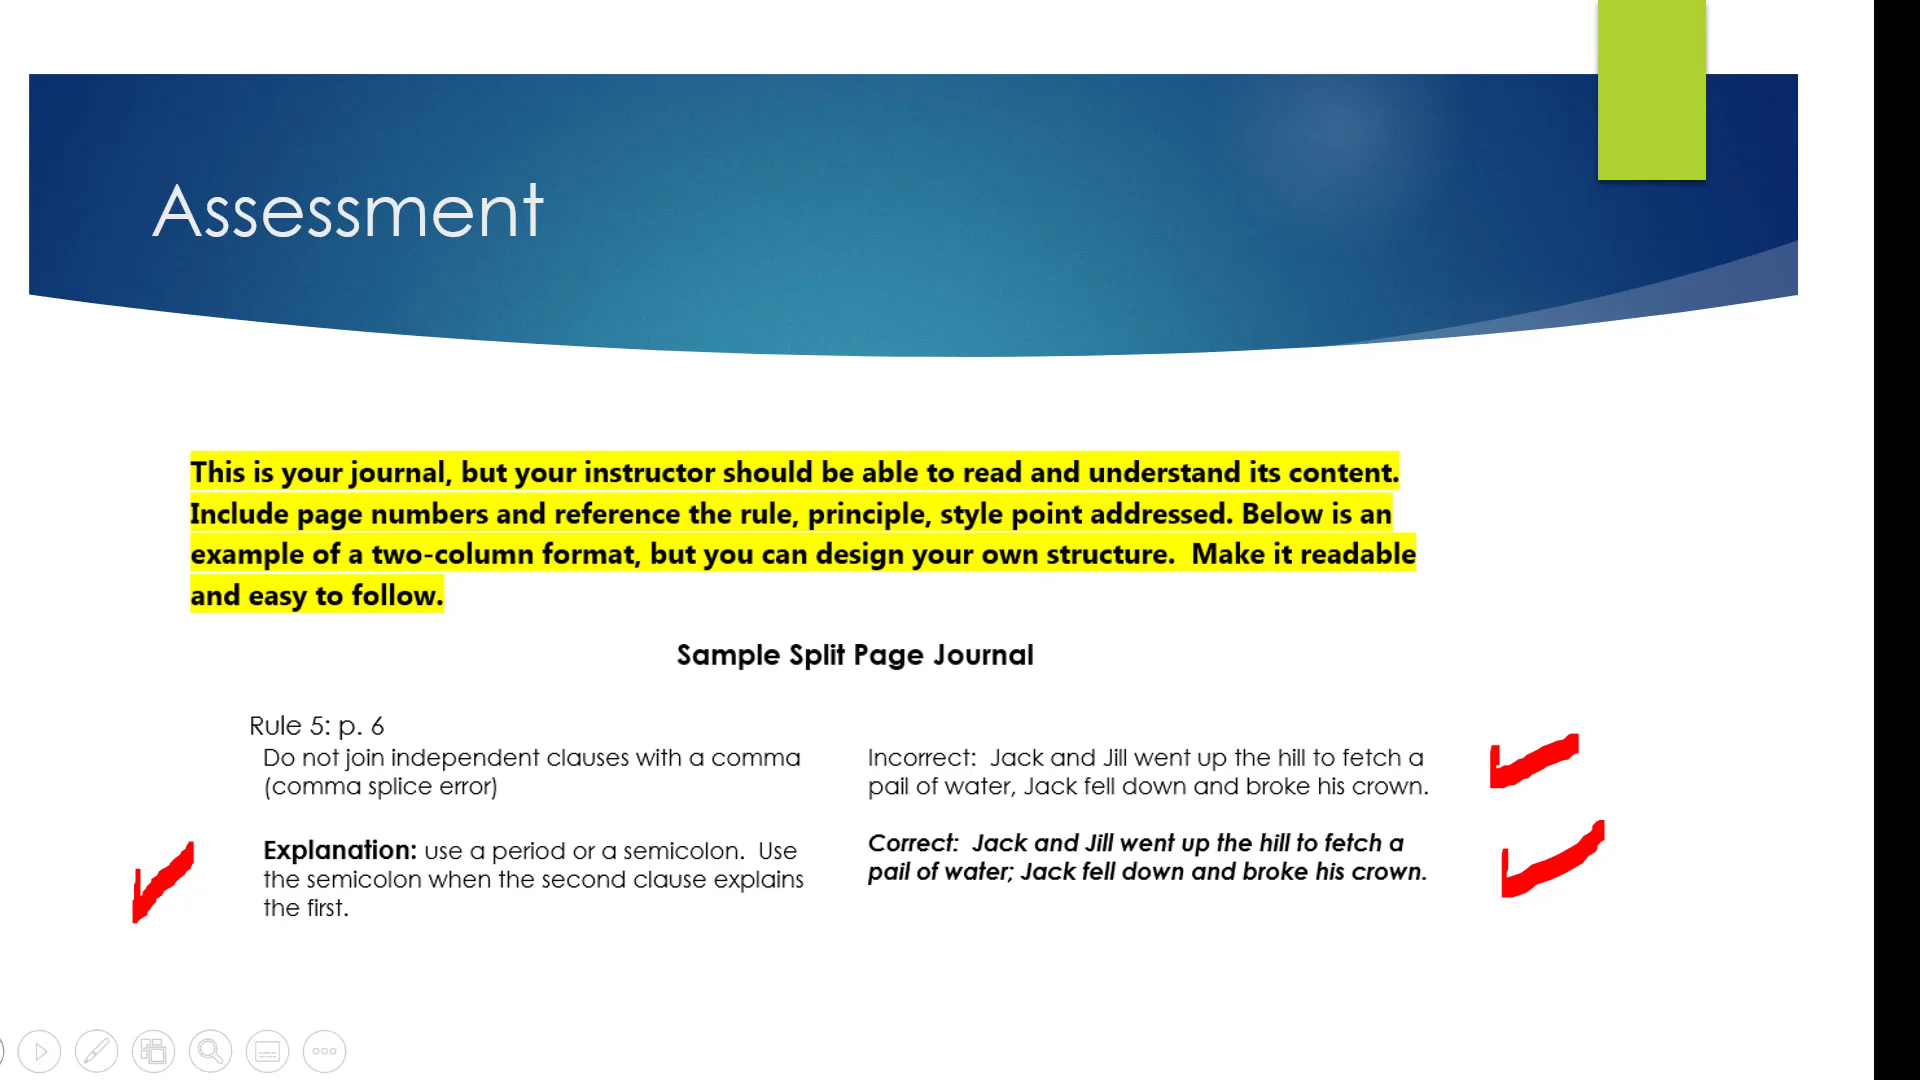 Assessment
This is your journal, but your instructor should be able to read and understand its content.
Include page numbers and reference the rule, principle, style point addressed. Below is an
example of a two-column format, but you can design your own structure.  Make it readable
and easy to follow.
Sample Split Page Journal
Rule 5: p. 6
Do not join independent clauses with a comma
(comma splice error)
Explanation: use a period or a semicolon.  Use
the semicolon when the second clause explains
the first.
Incorrect:  Jack and Jill went up the hill to fetch a
pail of water, Jack fell down and broke his crown.
Correct:  Jack and Jill went up the hill to fetch a
pail of water; Jack fell down and broke his crown.